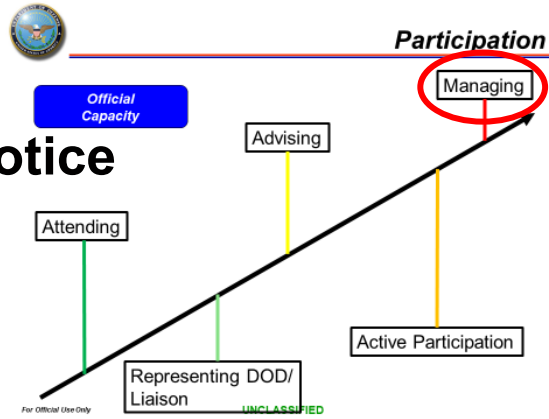 Participation
Managing
Official
Capacity
Advising
otice
Attending
Active Participation
Representing DOD/
Liaison
For Official Use Only
UNCLASSIFIED